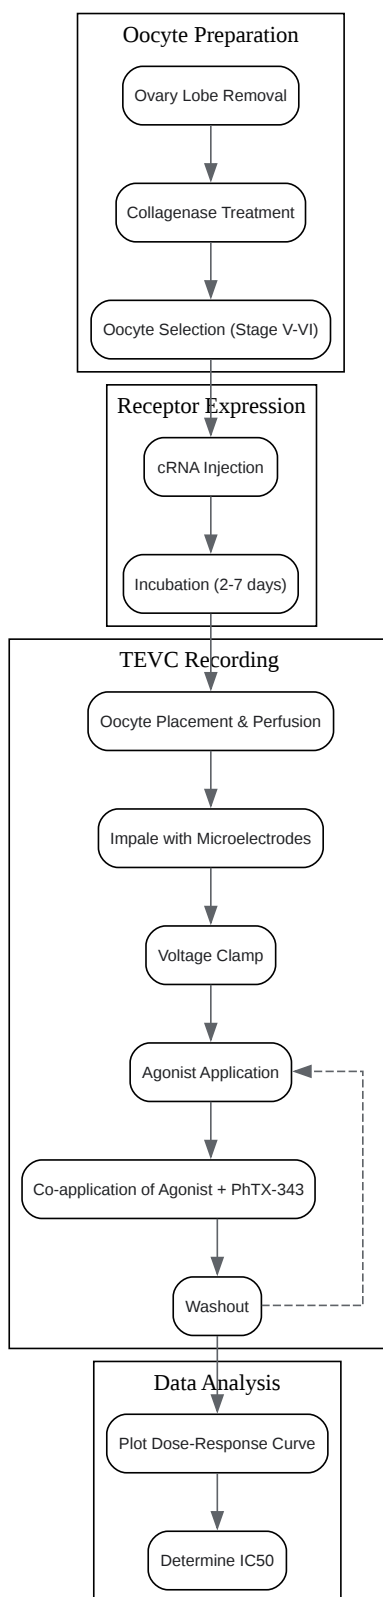 Oocyte Preparation
Ovary Lobe Removal
Collagenase Treatment
Oocyte Selection (Stage V-VI)
Receptor Expression
cRNA Injection
Incubation (2-7 days)
TEVC Recording
Oocyte Placement & Perfusion
Impale with Microelectrodes
Voltage Clamp
Agonist Application
Co-application of Agonist + PhTX-343
Washout
Data Analysis
Plot Dose-Response Curve
Determine IC50